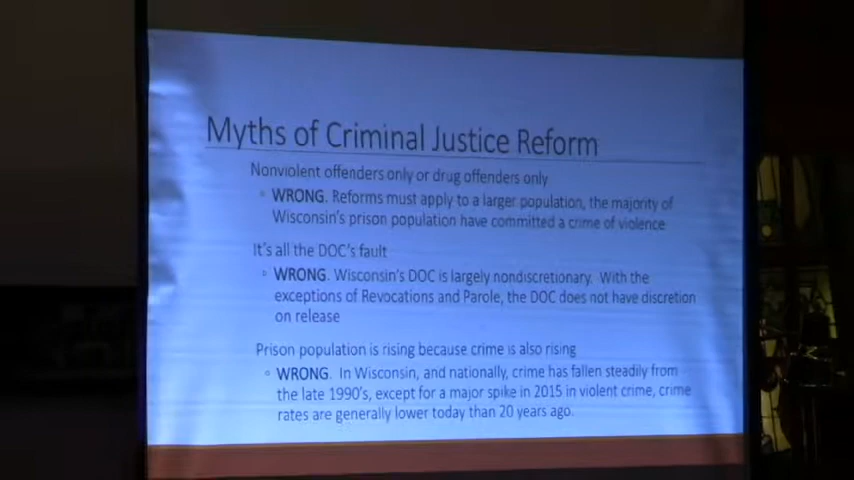 Myths of Criminal Justice Reform
Nonviolent offenders only or drug offenders only
◦ WRONG. Reforms must apply to a larger population, the majority of
Wisconsin's prison population have committed a crime of violence
It's all the DOC's fault
◦ WRONG. Wisconsin's DOC is largely nondiscretionary. With the
exceptions of Revocations and Parole, the DOC does not have discretion
on release
Prison population is rising because crime is also rising
◦ WRONG. In Wisconsin, and nationally, crime has fallen steadily from
the late 1990's, except for a major spike in 2015 in violent crime, crime
rates are generally lower today than 20 years ago.